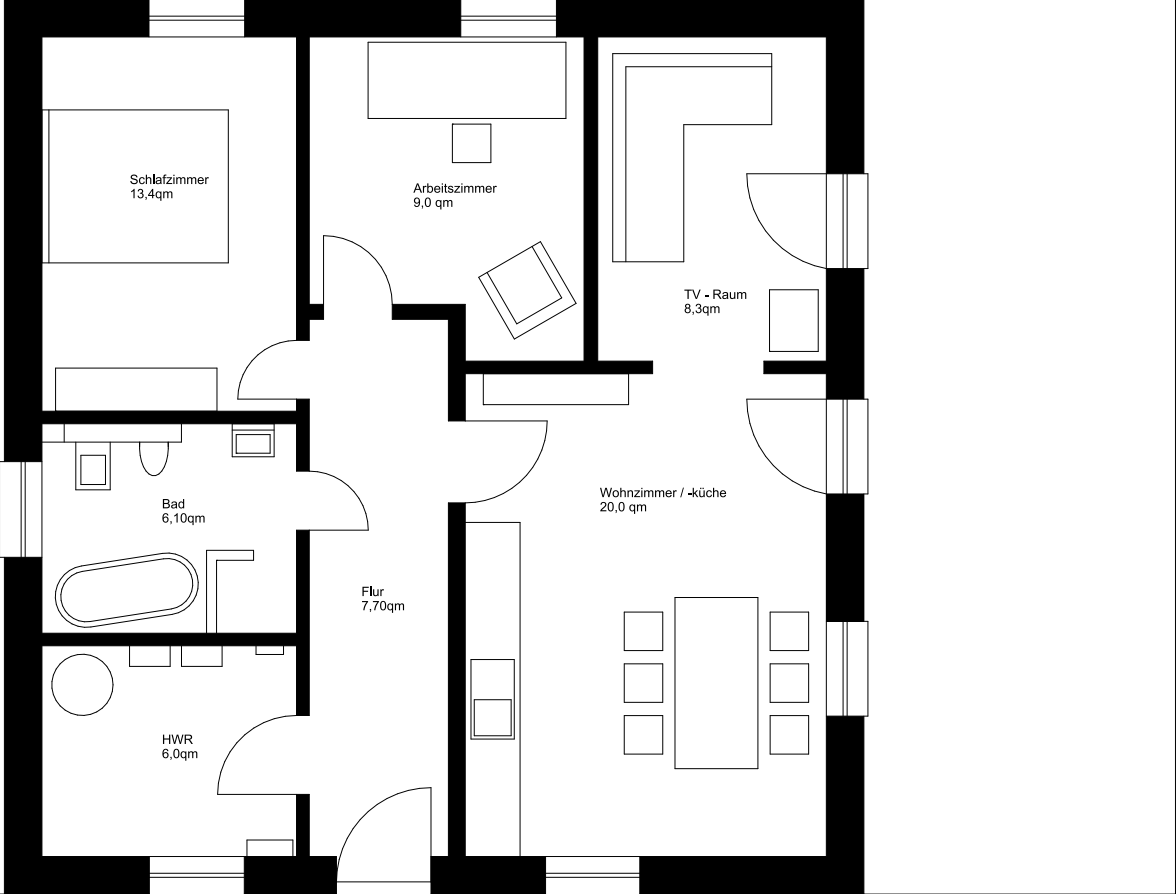 Schlafzimmer
13,4qm
Arbeitszimmer
9,0 qm
TV - Raum
8,3qm
Wohnzimmer / -küche
20,0 qm
Bad
6,10qm
Flur
7,70qm
HWR
6,0qm